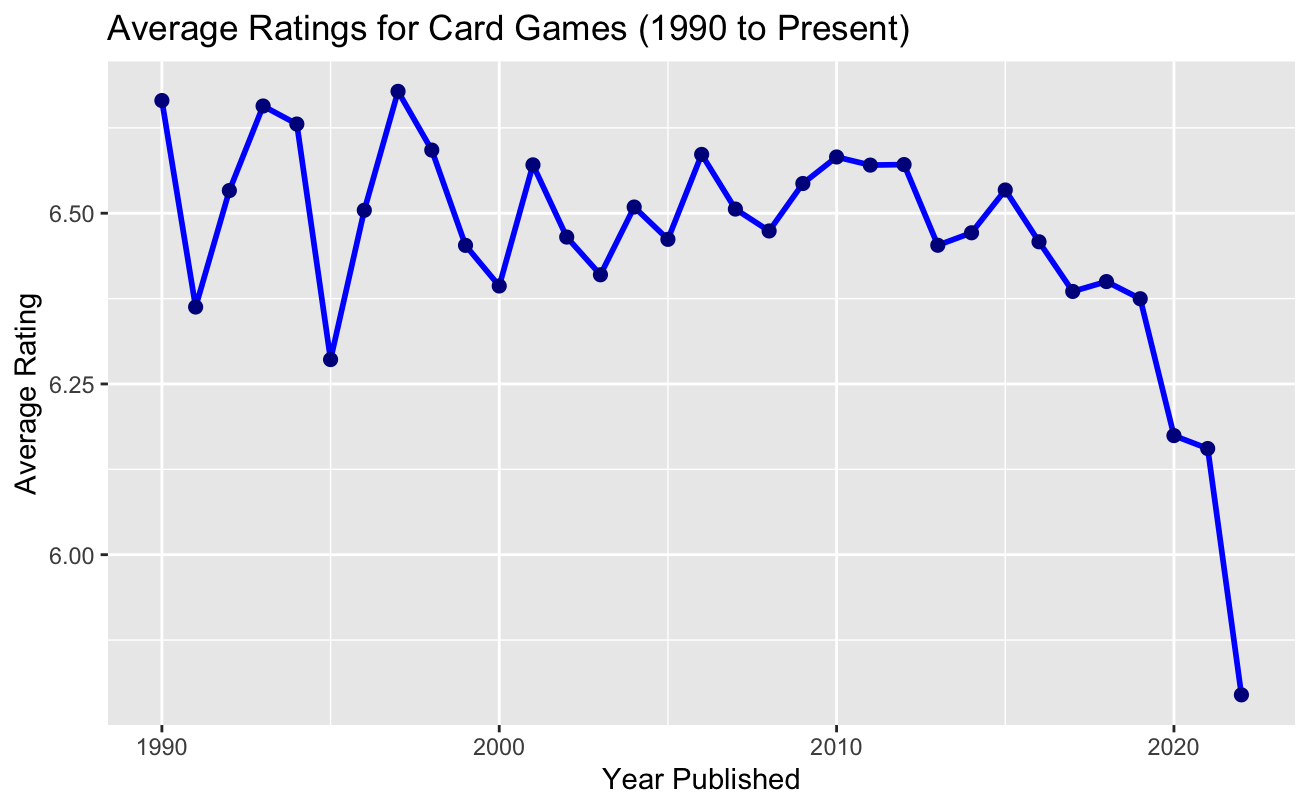 Average Ratings for Card Games (1990 to Present)
Average Rating
6.50
6.25
6.00
1990 2000 2010 2020
Year Published